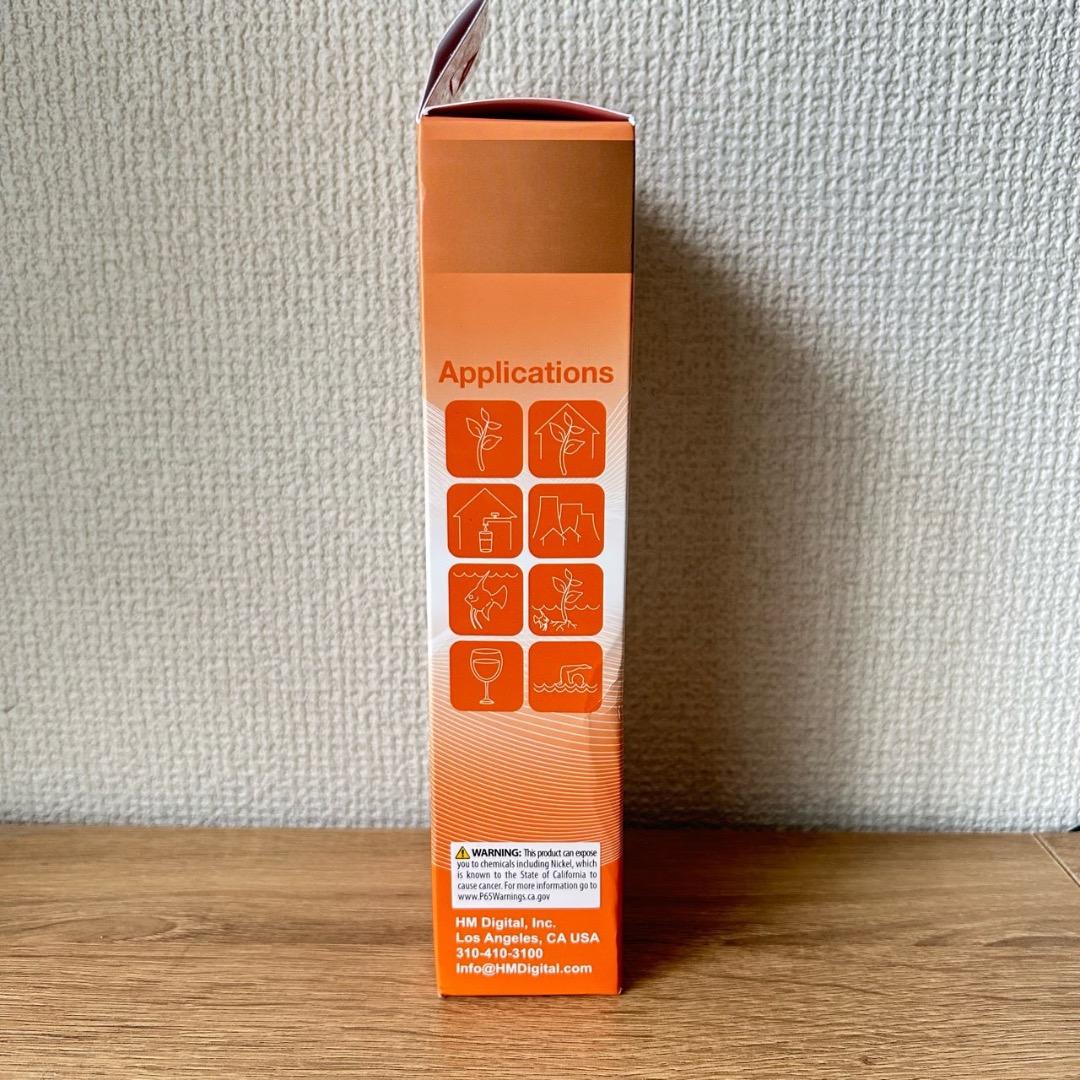 Applications
WARNING: This product can expose
you to chemicals including Nickel, which
is known to the State of California to
cause cancer. For more information go to
www.P65Warnings.ca.gov
HM Digital, Inc.
Los Angeles, CA USA
310-410-3100
Info@HMDigital.com